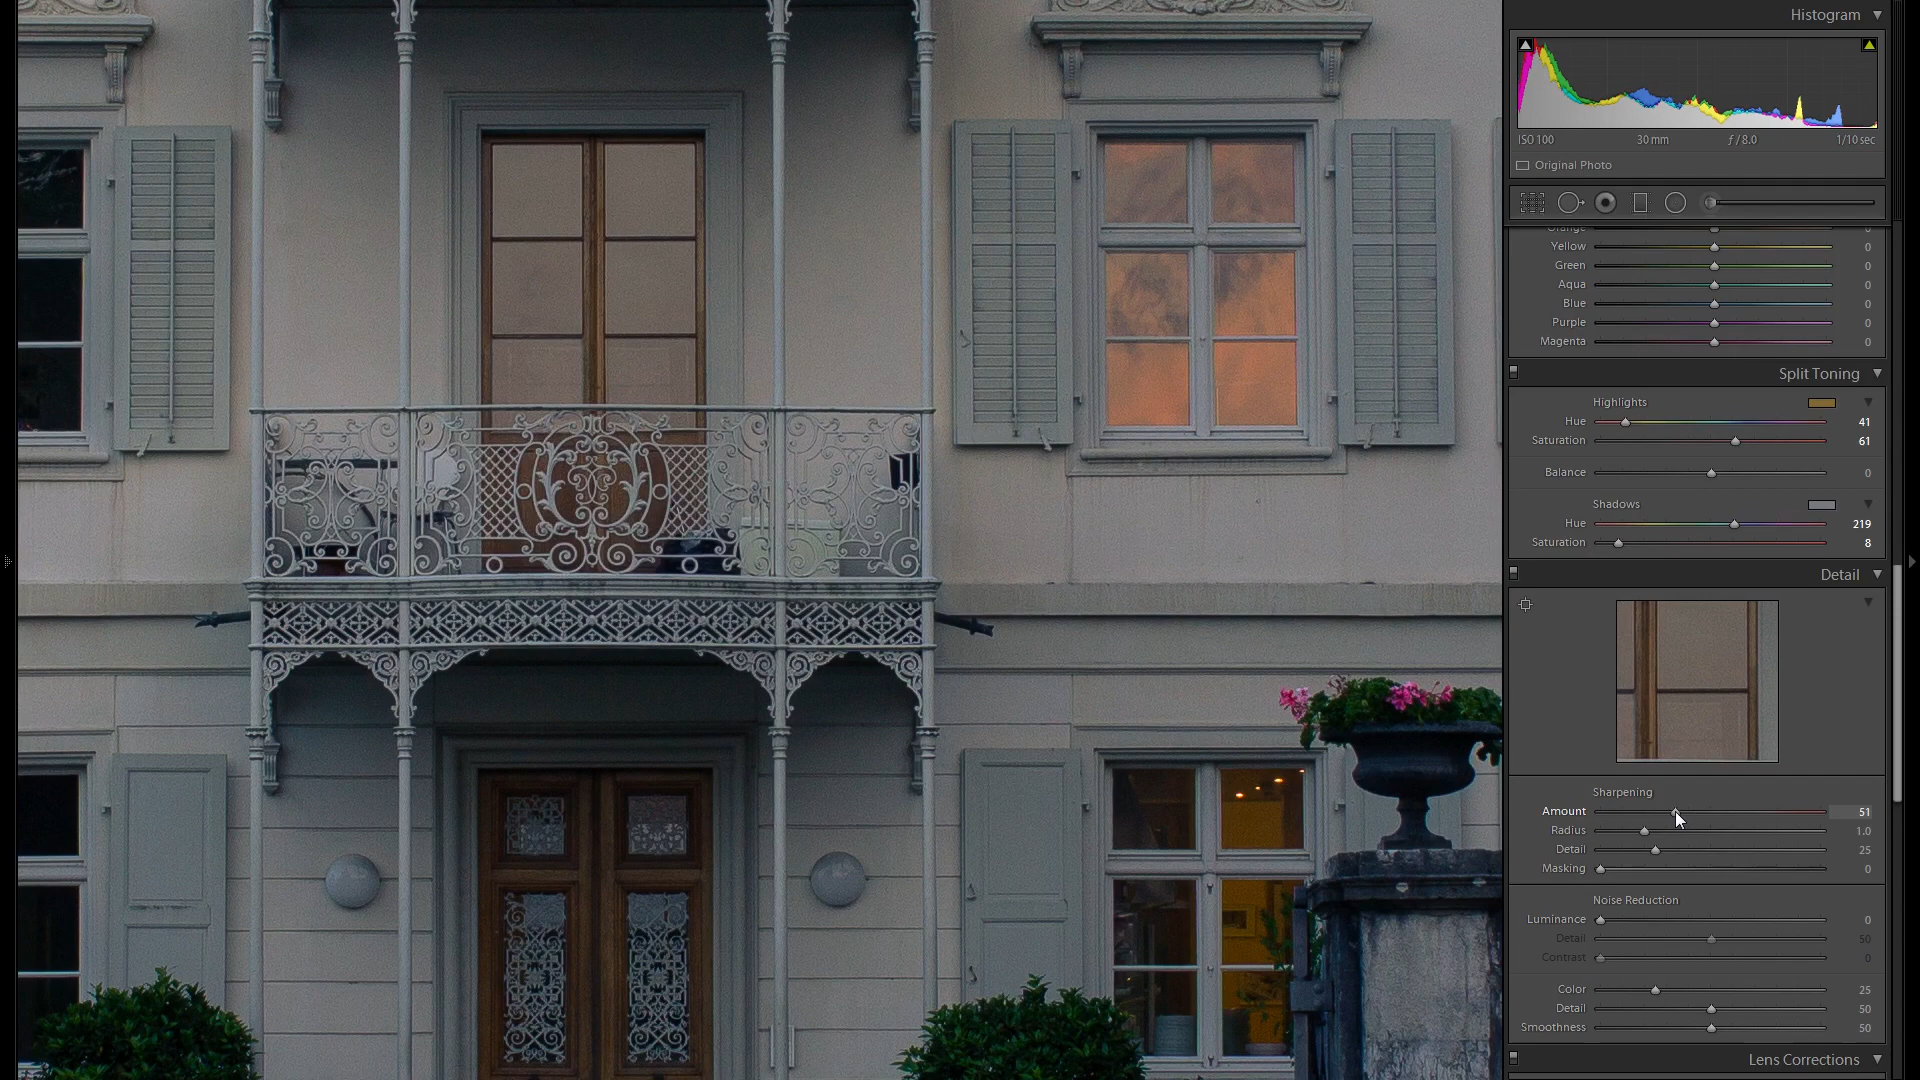 Histogram
ISO 100 30 mm ƒ / 8.0 1/10 sec
Original Photo
Orange 0
Yellow 0
Green 0
Aqua 0
Blue 0
Purple 0
Magenta 0
Split Toning
Highlights
Hue 41
Saturation 61
Balance 0
Shadows
Hue 219
Saturation 8
Detail
Sharpening
Amount 51
Radius 1.0
Detail 25
Masking 0
Noise Reduction
Luminance 0
Detail 50
Contrast 0
Color 25
Detail 50
Smoothness 50
Lens Corrections